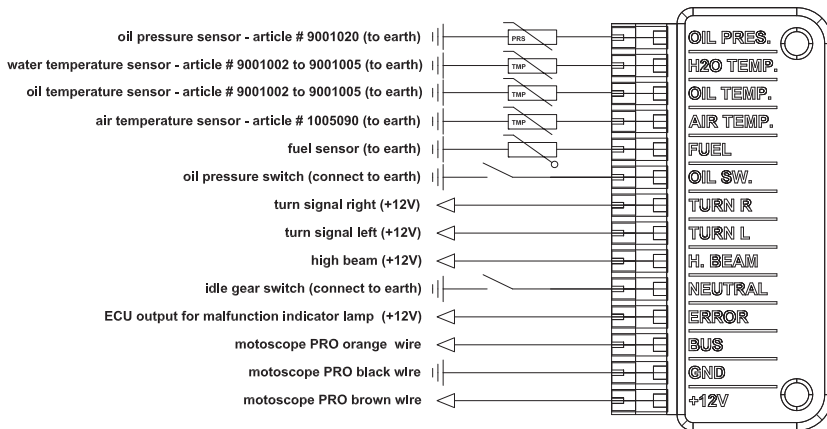 oil pressure sensor - article # 9001020 (to earth) PRS OIL PRES.
water temperature sensor - article # 9001002 to 9001005 (to earth) TMP H2O TEMP.
oil temperature sensor - article # 9001002 to 9001005 (to earth) TMP OIL TEMP.
air temperature sensor - article # 1005090 (to earth) TMP AIR TEMP.
fuel sensor (to earth) FUEL
oil pressure switch (connect to earth) OIL SW.
turn signal right (+12V) TURN R
turn signal left (+12V) TURN L
high beam (+12V) H. BEAM
idle gear switch (connect to earth) NEUTRAL
ECU output for malfunction indicator lamp (+12V) ERROR
motoscope PRO orange wire BUS
motoscope PRO black wIre GND
motoscope PRO brown wIre +12V